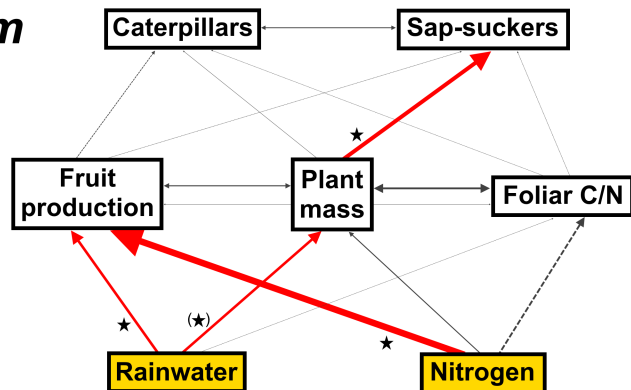 m
Caterpillars
Sap-suckers
★
Fruit
production
Plant
mass
Foliar C/N
★
(★)
★
Rainwater
Nitrogen